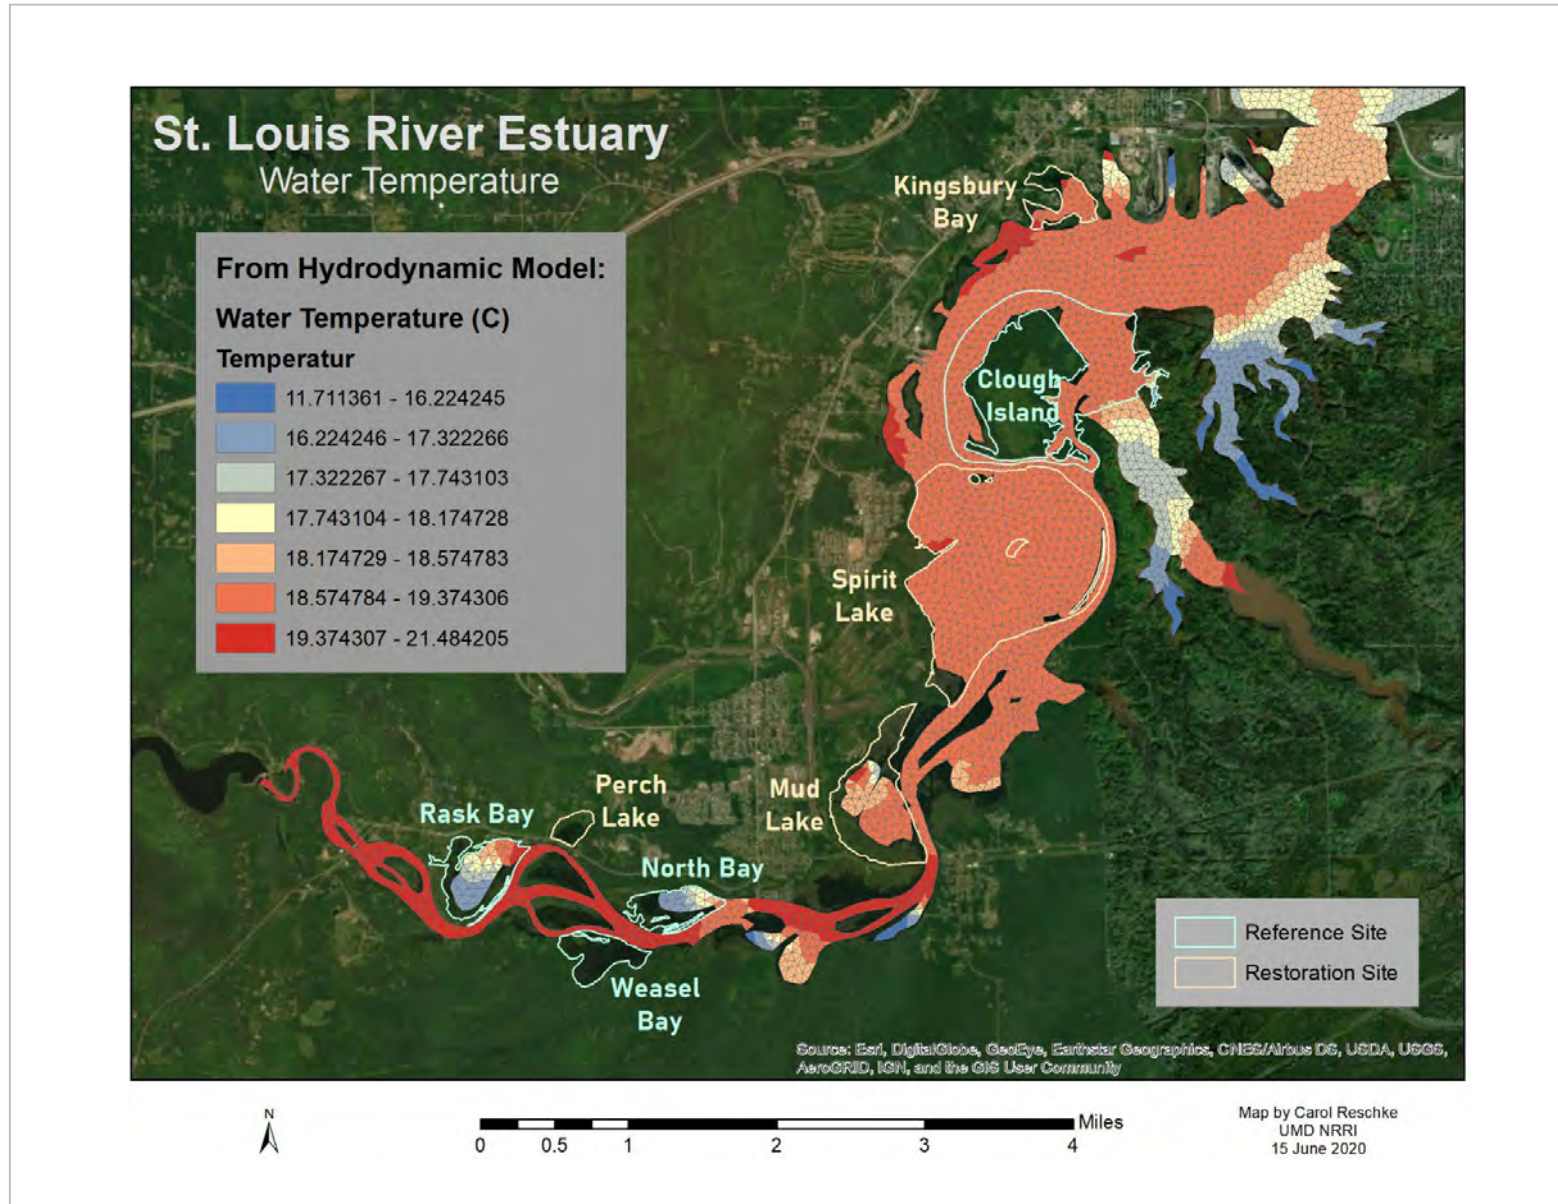 St. Louis River Estuary
Water Temperature
From Hydrodynamic Model:
Water Temperature (C)
Temperatur
11.711361 - 16.224245
16.224246 - 17.322266
17.322267 - 17.743103
17.743104 - 18.174728
18.174729 - 18.574783
18.574784 - 19.374306
19.374307 - 21.484205
Kingsbury
Bay
Clough
Island
Spirit
Lake
Perch
Lake
Mud
Lake
Rask Bay
North Bay
Weasel
Bay
Reference Site
Restoration Site
Source: Esri, DigitalGlobe, GeoEye, Earthstar Geographics, CNES/Airbus DS, USDA, USGS,
AeroGRID, IGN, and the GIS User Community
N
Miles
0 0.5 1 2 3 4
Map by Carol Reschke
UMD NRRI
15 June 2020